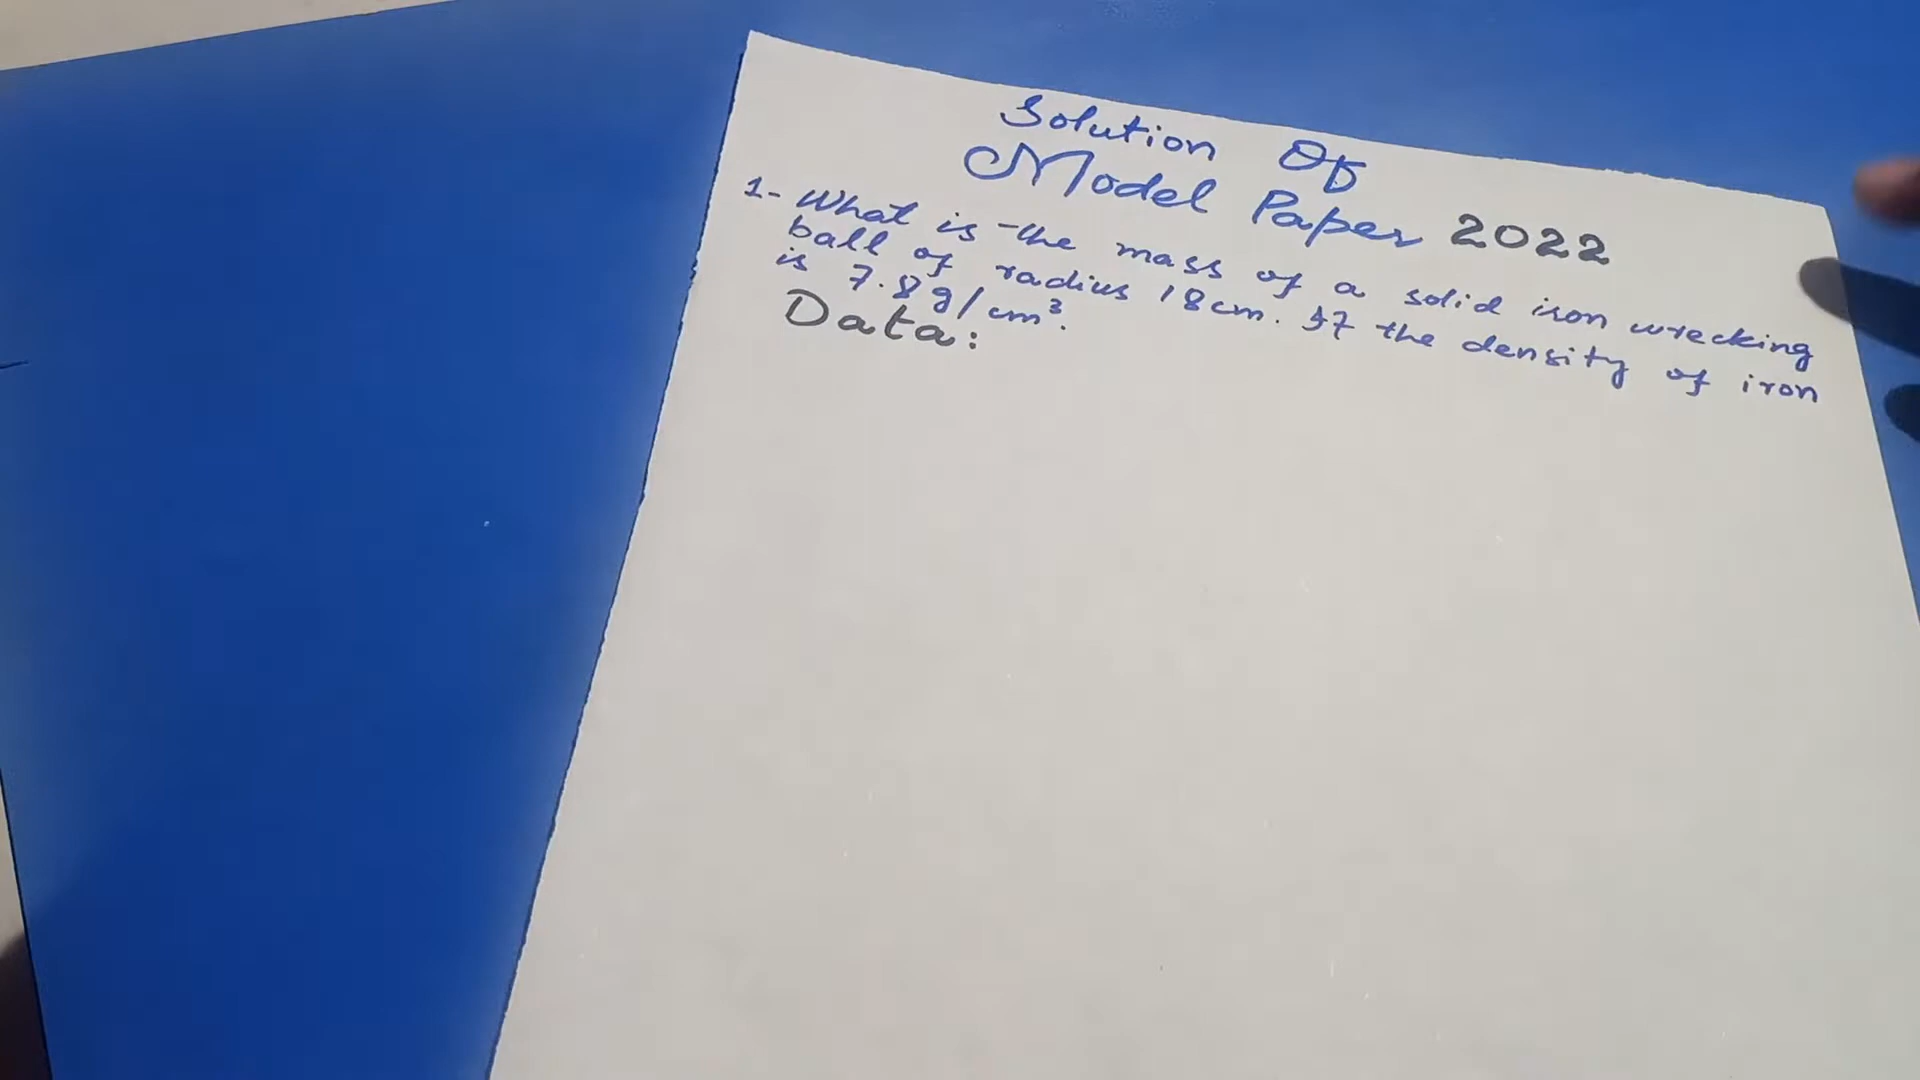 Solution Of
Model Paper 2022
1- What is the mass of a solid iron wrecking
ball of radius 18cm. If the density of iron
is 7.8g/cm³.
Data: